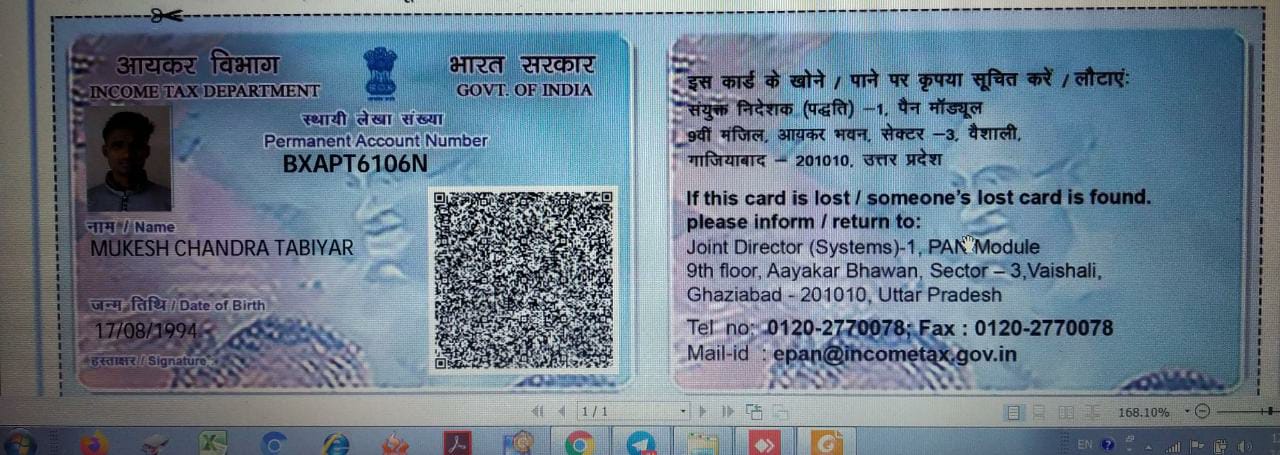 आयकर विभाग
INCOME TAX DEPARTMENT
भारत सरकार
GOVT. OF INDIA
स्थायी लेखा संख्या
Permanent Account Number
BXAPT6106N
नाम / Name
MUKESH CHANDRA TABIYAR
जन्म तिथि / Date of Birth
17/08/1994
हस्ताक्षर / Signature
इस कार्ड के खोने / पाने पर कृपया सूचित करें / लौटाएं:
संयुक्त निदेशक (पद्धति) –1, पैन मॉड्यूल
9वीं मंजिल, आयकर भवन, सेक्टर –3, वैशाली,
गाजियाबाद – 201010, उत्तर प्रदेश
If this card is lost / someone's lost card is found.
please inform / return to:
Joint Director (Systems)-1, PAN Module
9th floor, Aayakar Bhawan, Sector – 3,Vaishali,
Ghaziabad - 201010, Uttar Pradesh
Tel no: 0120-2770078; Fax : 0120-2770078
Mail-id : epan@incometax.gov.in
1 / 1
168.10%
EN